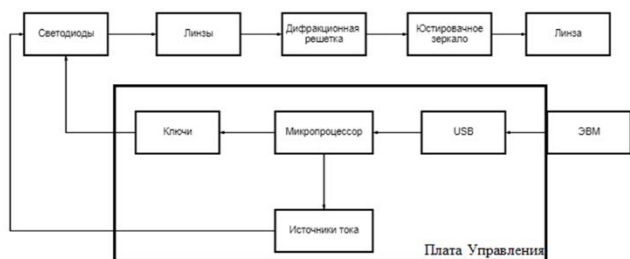 Светодиоды
Линзы
Дифракционная
решетка
Юстировачное
зеркало
Линза
Ключи
Микропроцессор
USB
ЭВМ
Источники тока
Плата Управления